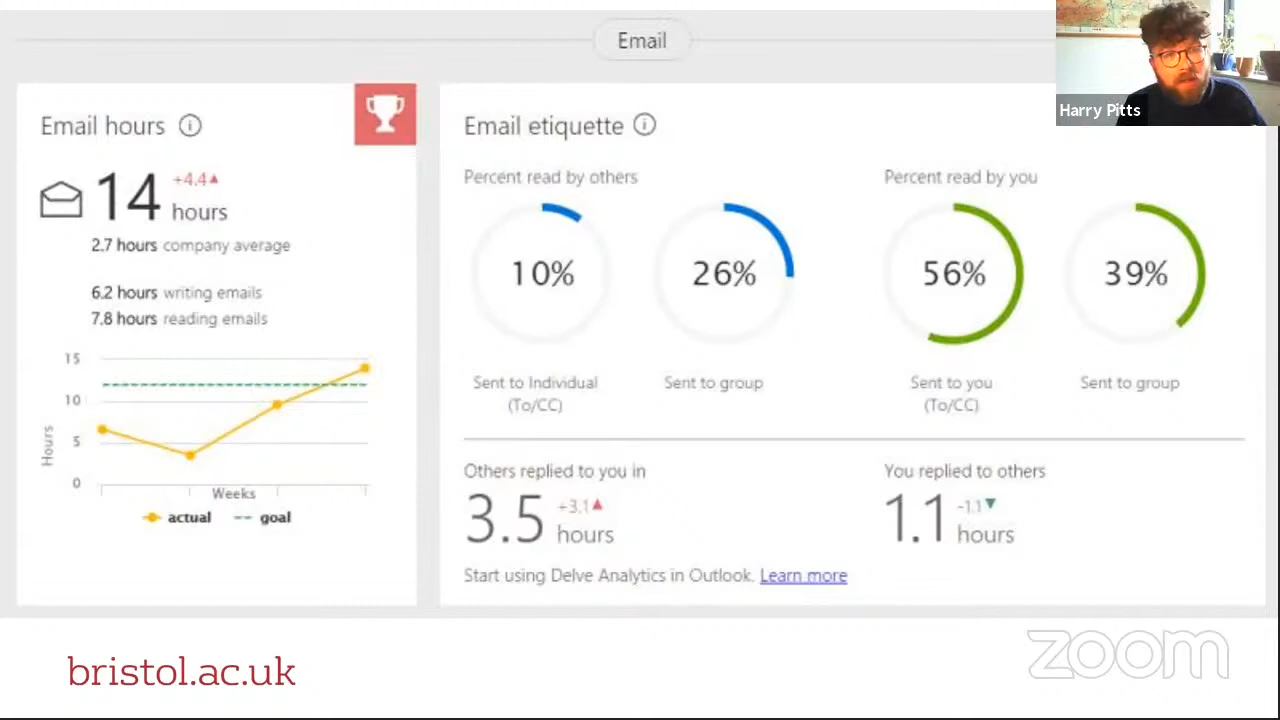 Email
Harry Pitts
Email hours
14
+4.4
hours
2.7 hours company average
6.2 hours writing emails
7.8 hours reading emails
15
10
5
0
Hours
Weeks
actual
goal
Email etiquette
Percent read by others
10%
26%
Sent to Individual
(To/CC)
Sent to group
Percent read by you
56%
39%
Sent to you
(To/CC)
Sent to group
Others replied to you in
3.5
+3.1
hours
You replied to others
1.1
-1.1
hours
Start using Delve Analytics in Outlook. Learn more
bristol.ac.uk
zoom